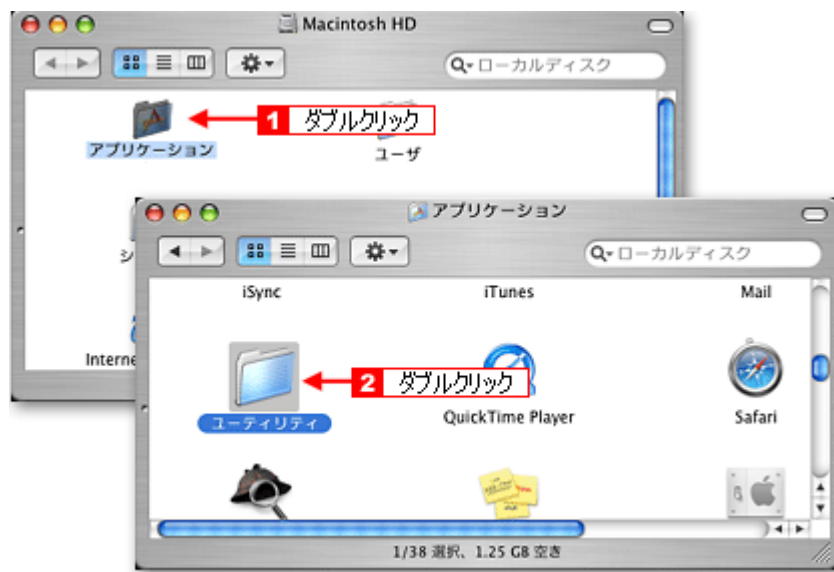 Macintosh HD
ローカルディスク
1 ダブルクリック
アプリケーション
ユーザ
シ
Interne
アプリケーション
ローカルディスク
iSync iTunes Mail
2 ダブルクリック
ユーティリティ QuickTime Player Safari
1/38 選択、1.25 GB 空き